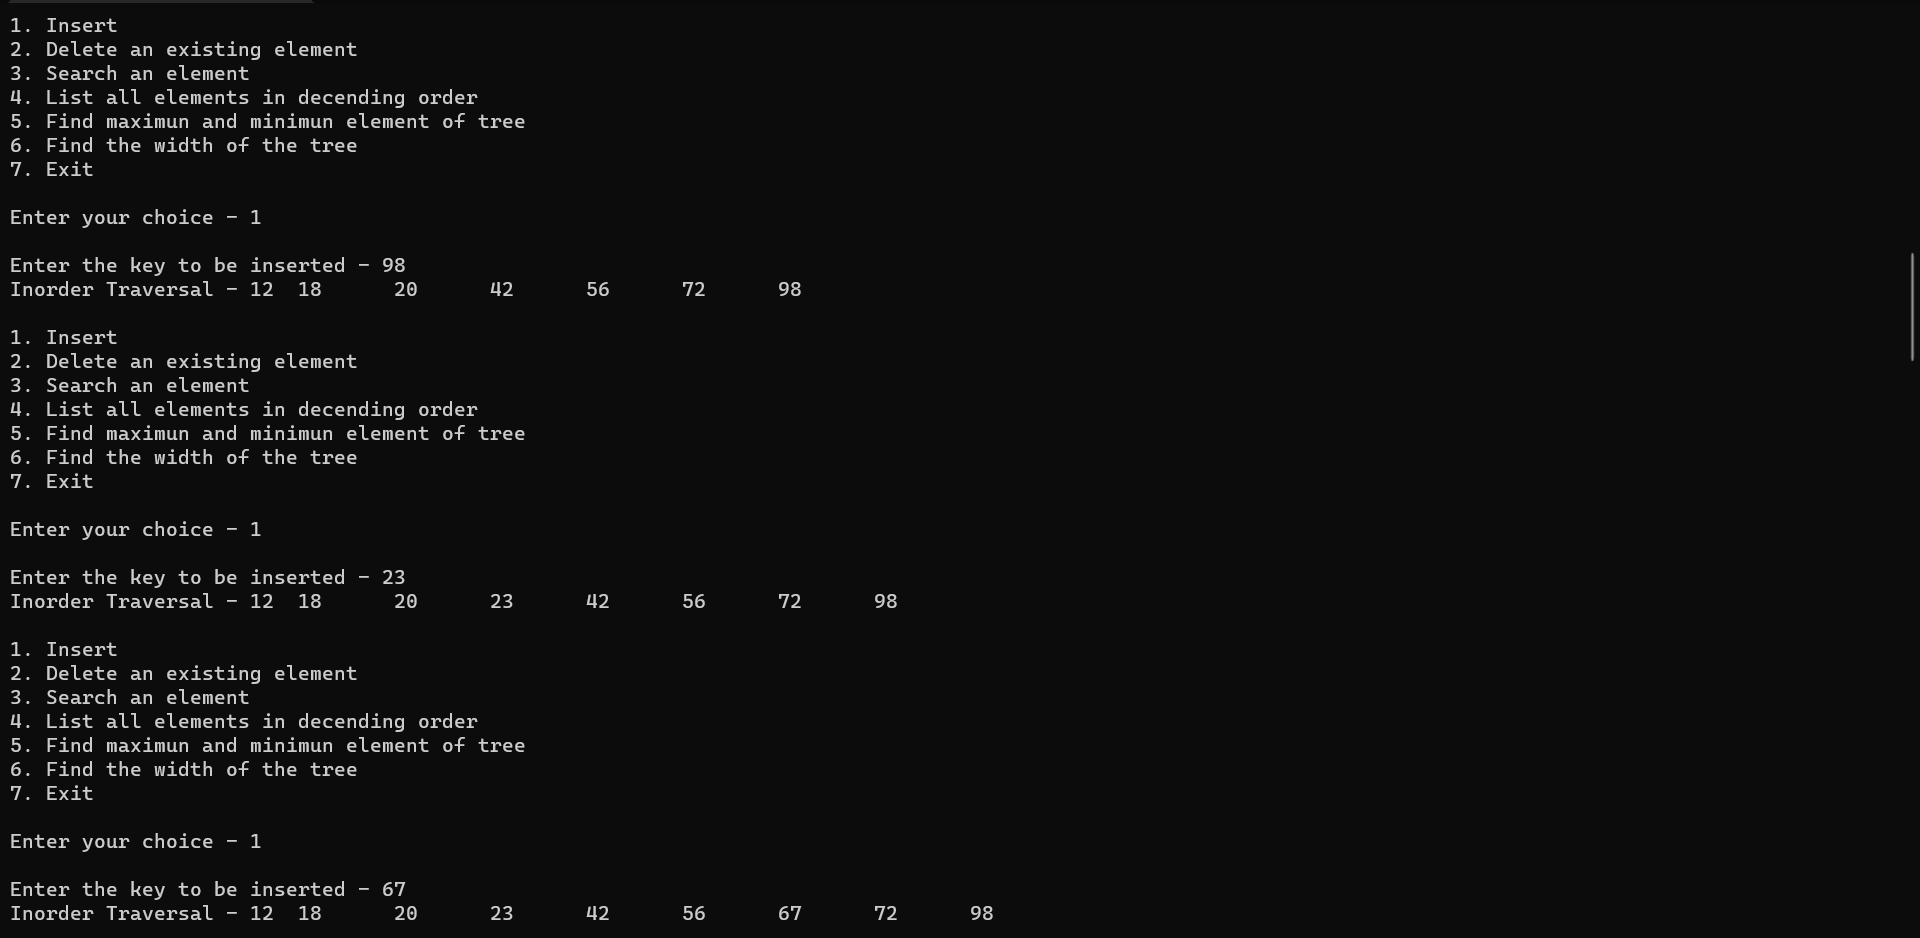 1. Insert
2. Delete an existing element
3. Search an element
4. List all elements in decending order
5. Find maximun and minimun element of tree
6. Find the width of the tree
7. Exit
Enter your choice - 1
Enter the key to be inserted - 98
Inorder Traversal - 12 18 20 42 56 72 98
1. Insert
2. Delete an existing element
3. Search an element
4. List all elements in decending order
5. Find maximun and minimun element of tree
6. Find the width of the tree
7. Exit
Enter your choice - 1
Enter the key to be inserted - 23
Inorder Traversal - 12 18 20 23 42 56 72 98
1. Insert
2. Delete an existing element
3. Search an element
4. List all elements in decending order
5. Find maximun and minimun element of tree
6. Find the width of the tree
7. Exit
Enter your choice - 1
Enter the key to be inserted - 67
Inorder Traversal - 12 18 20 23 42 56 67 72 98